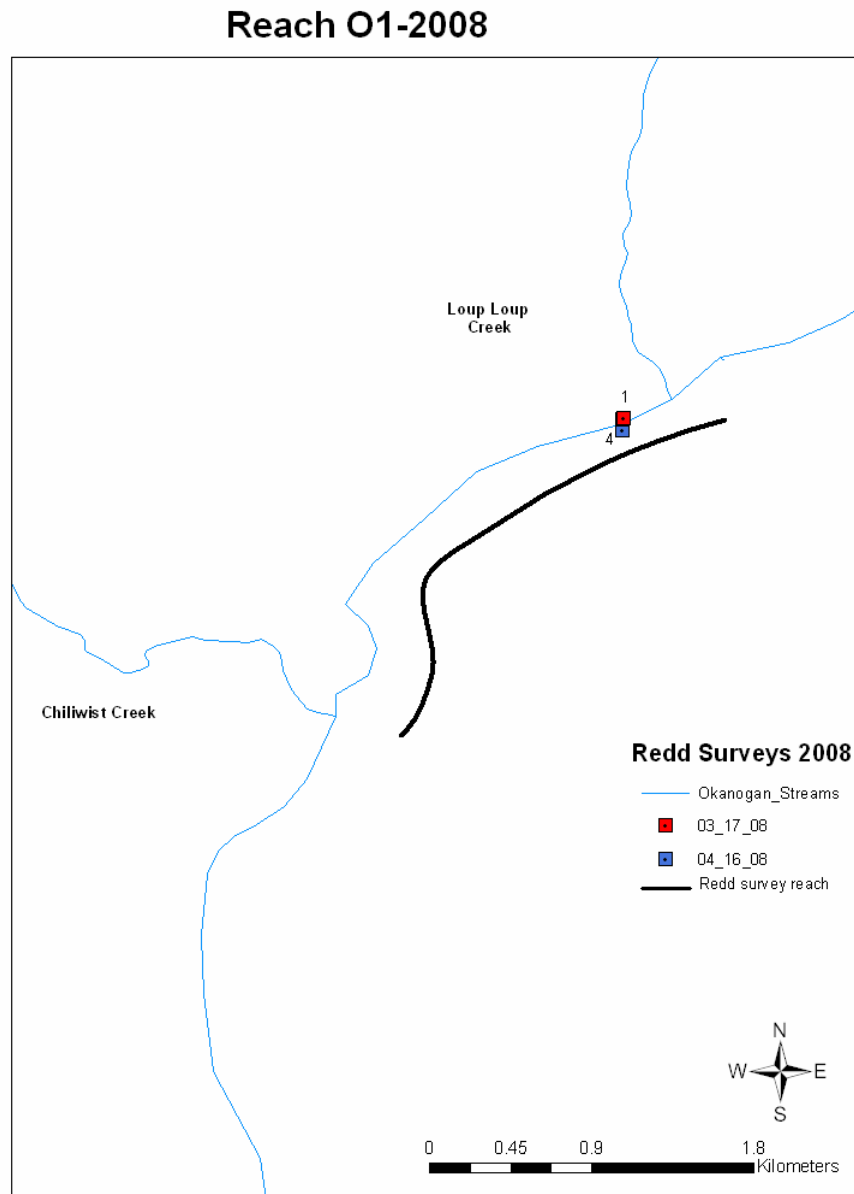 Reach O1-2008
Loup Loup
Creek
1
4
Chiliwist Creek
Redd Surveys 2008
Okanogan_Streams
03_17_08
04_16_08
Redd survey reach
N
W E
S
0 0.45 0.9 1.8
Kilometers